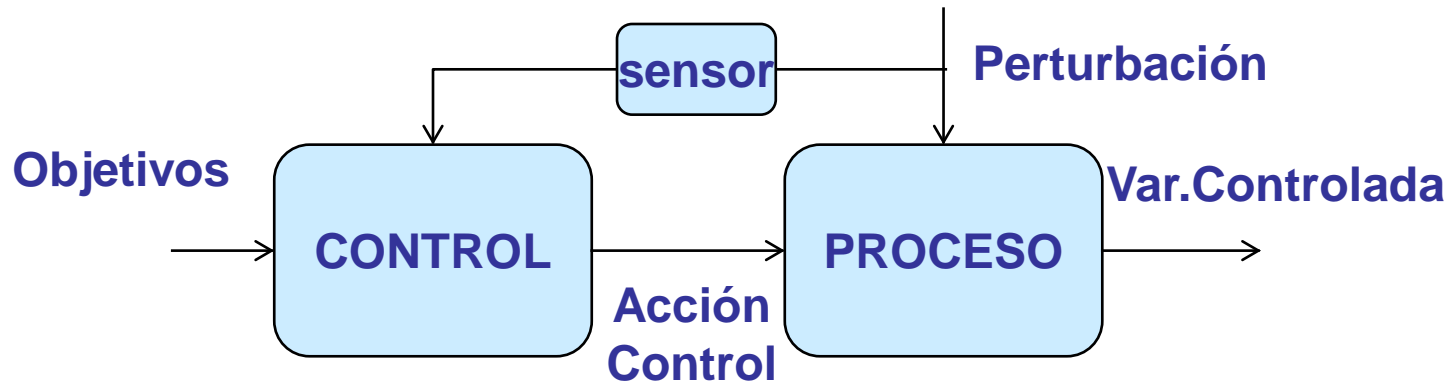 sensor
Perturbación
Objetivos
Var.Controlada
CONTROL
PROCESO
Acción
Control